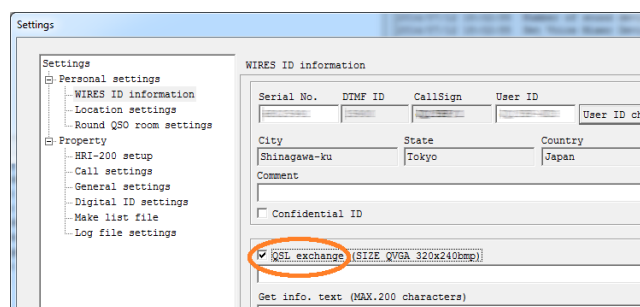 Settings
Settings
Personal settings
WIRES ID information
Location settings
Round QSO room settings
Property
HRI-200 setup
Call settings
General settings
Digital ID settings
Make list file
Log file settings
WIRES ID information
Serial No. DTMF ID CallSign User ID
User ID ch
City State Country
Shinagawa-ku Tokyo Japan
Comment
Confidential ID
QSL exchange (SIZE QVGA 320x240bmp)
Get info. text (MAX.200 characters)